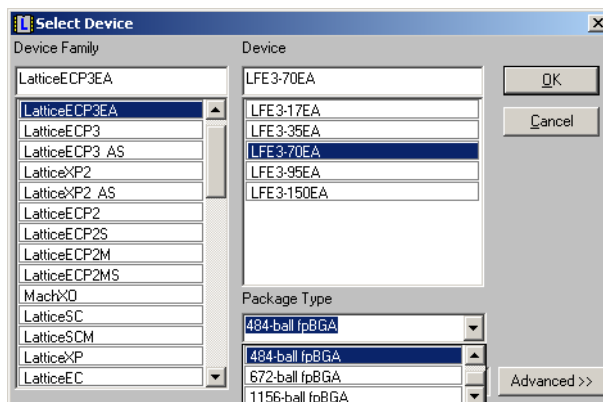 Select Device
Device Family
LatticeECP3EA
LatticeECP3EA
LatticeECP3
LatticeECP3 AS
LatticeXP2
LatticeXP2 AS
LatticeECP2
LatticeECP2S
LatticeECP2M
LatticeECP2MS
MachXO
LatticeSC
LatticeSCM
LatticeXP
LatticeEC
Device
LFE3-70EA
LFE3-17EA
LFE3-35EA
LFE3-70EA
LFE3-95EA
LFE3-150EA
Package Type
484-ball fpBGA
484-ball fpBGA
672-ball fpBGA
1156-ball fpBGA
OK
Cancel
Advanced >>